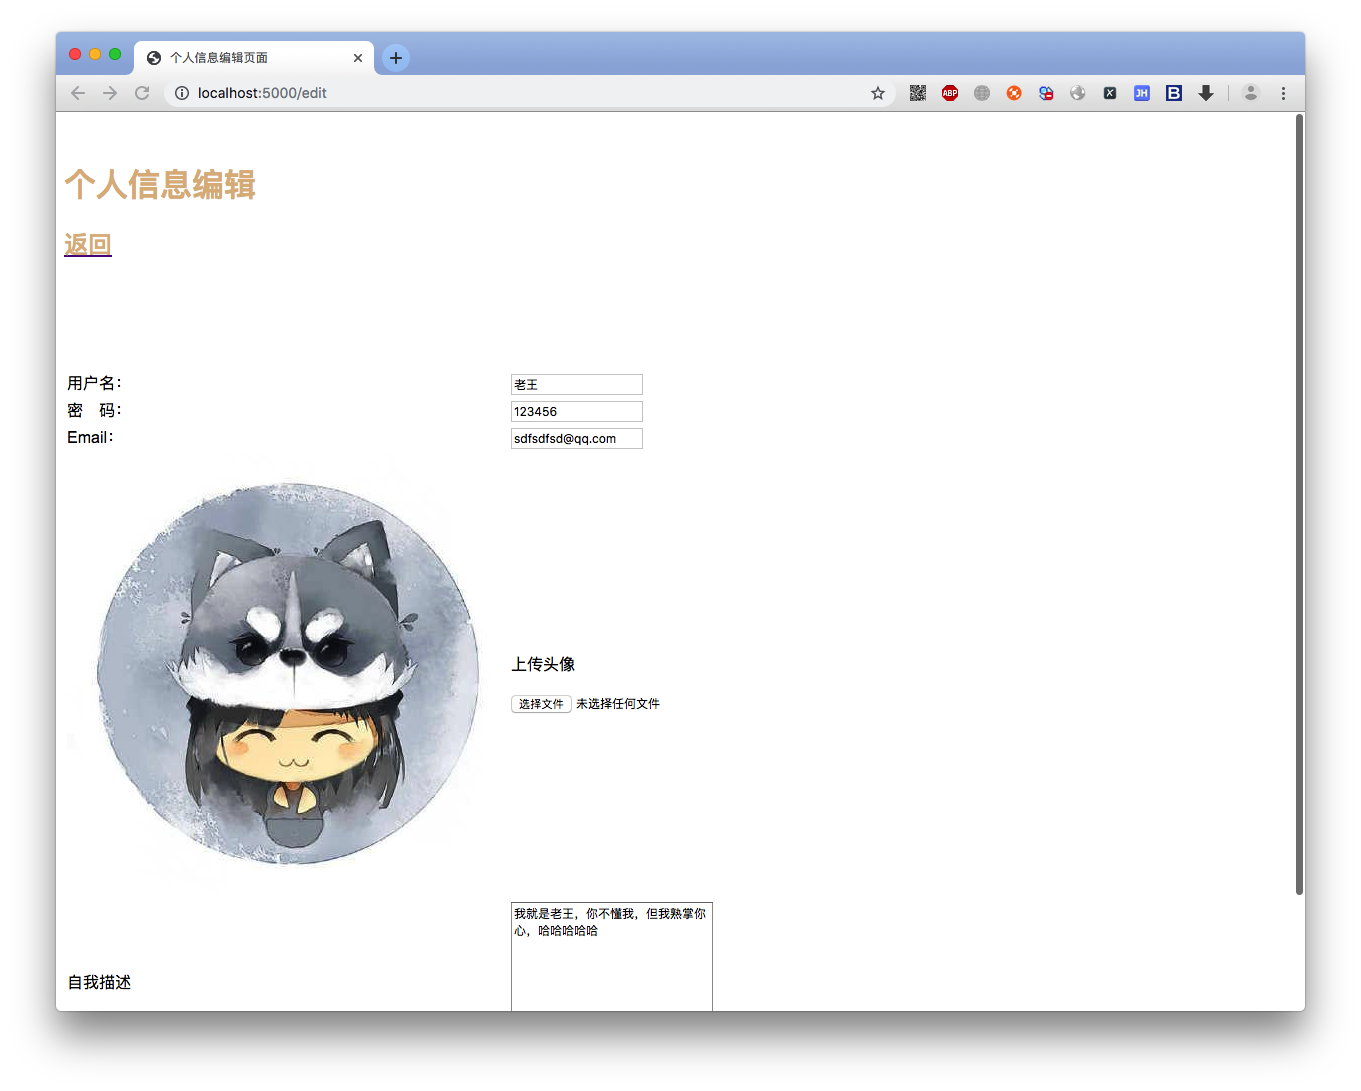 个人信息编辑页面
localhost:5000/edit
ABP
JH
B
个人信息编辑
返回
用户名：
老王
密　码：
123456
Email：
sdfsdfsd@qq.com
上传头像
选择文件 未选择任何文件
自我描述
我就是老王，你不懂我，但我熟掌你
心，哈哈哈哈哈